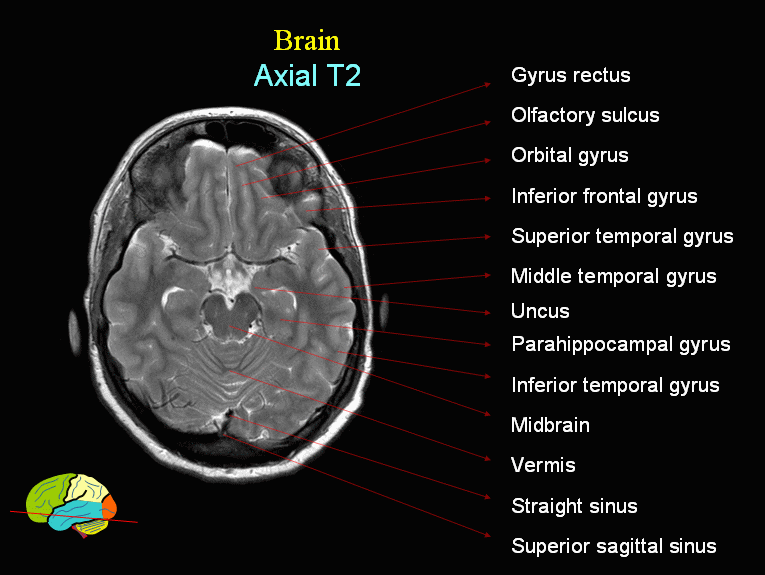 Brain
Axial T2
Gyrus rectus
Olfactory sulcus
Orbital gyrus
Inferior frontal gyrus
Superior temporal gyrus
Middle temporal gyrus
Uncus
Parahippocampal gyrus
Inferior temporal gyrus
Midbrain
Vermis
Straight sinus
Superior sagittal sinus